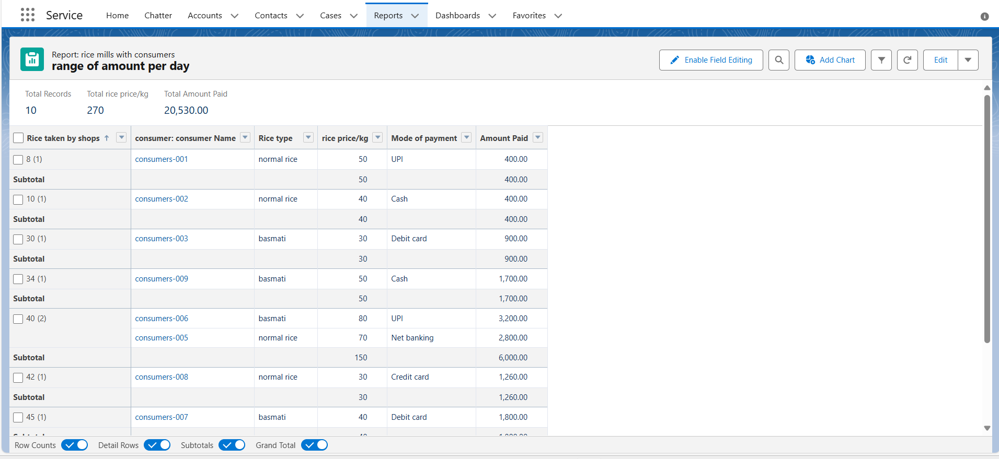 Service Home Chatter Accounts Contacts Cases Reports Dashboards Favorites
Report: rice mills with consumers
range of amount per day
Enable Field Editing Add Chart Edit
Total Records Total rice price/kg Total Amount Paid
10 270 20,530.00
Rice taken by shops ↑ consumer: consumer Name Rice type rice price/kg Mode of payment Amount Paid
8 (1) consumers-001 normal rice 50 UPI 400.00
Subtotal 50 400.00
10 (1) consumers-002 normal rice 40 Cash 400.00
Subtotal 40 400.00
30 (1) consumers-003 basmati 30 Debit card 900.00
Subtotal 30 900.00
34 (1) consumers-009 basmati 50 Cash 1,700.00
Subtotal 50 1,700.00
40 (2) consumers-006 basmati 80 UPI 3,200.00
consumers-005 normal rice 70 Net banking 2,800.00
Subtotal 150 6,000.00
42 (1) consumers-008 normal rice 30 Credit card 1,260.00
Subtotal 30 1,260.00
45 (1) consumers-007 basmati 40 Debit card 1,800.00
Row Counts Detail Rows Subtotals Grand Total